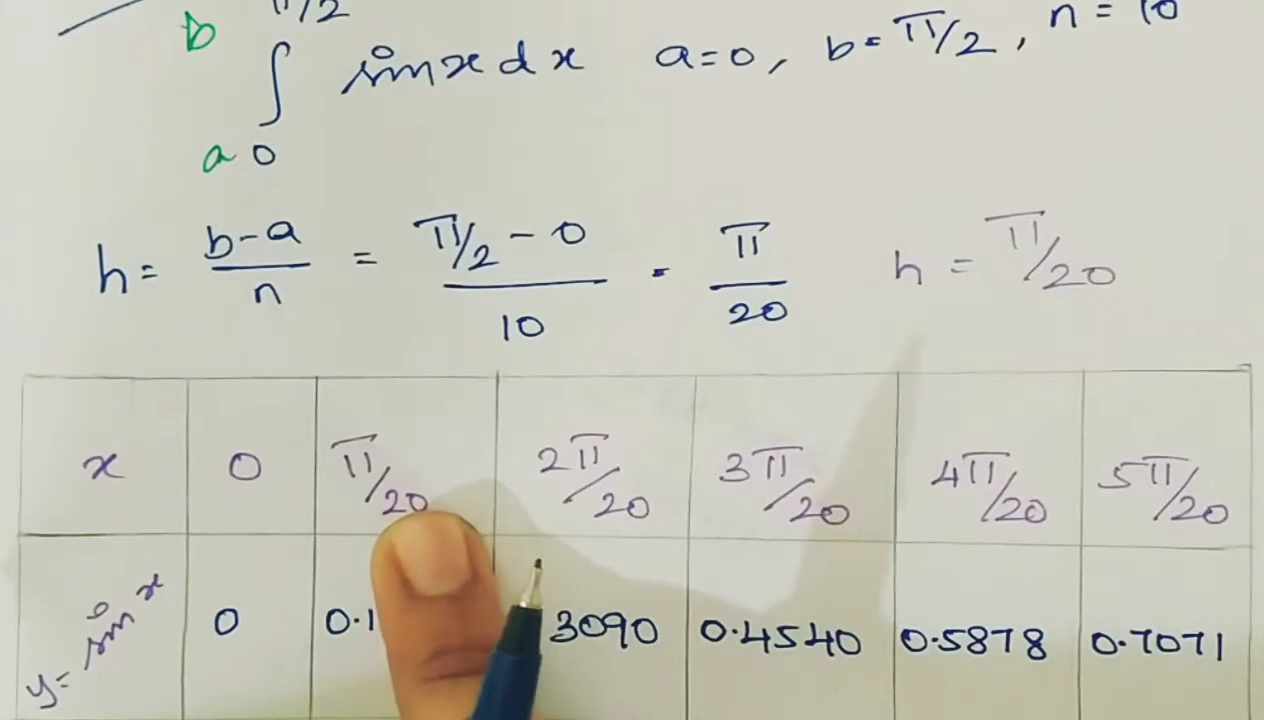 b π/2
∫ sin x dx a=0, b=π/2, n=10
a 0
h = b-a/n = π/2 - 0/10 = π/20 h = π/20
x 0 π/20 2π/20 3π/20 4π/20 5π/20
y= sin x 0 0.1 3090 0.4540 0.5878 0.7071